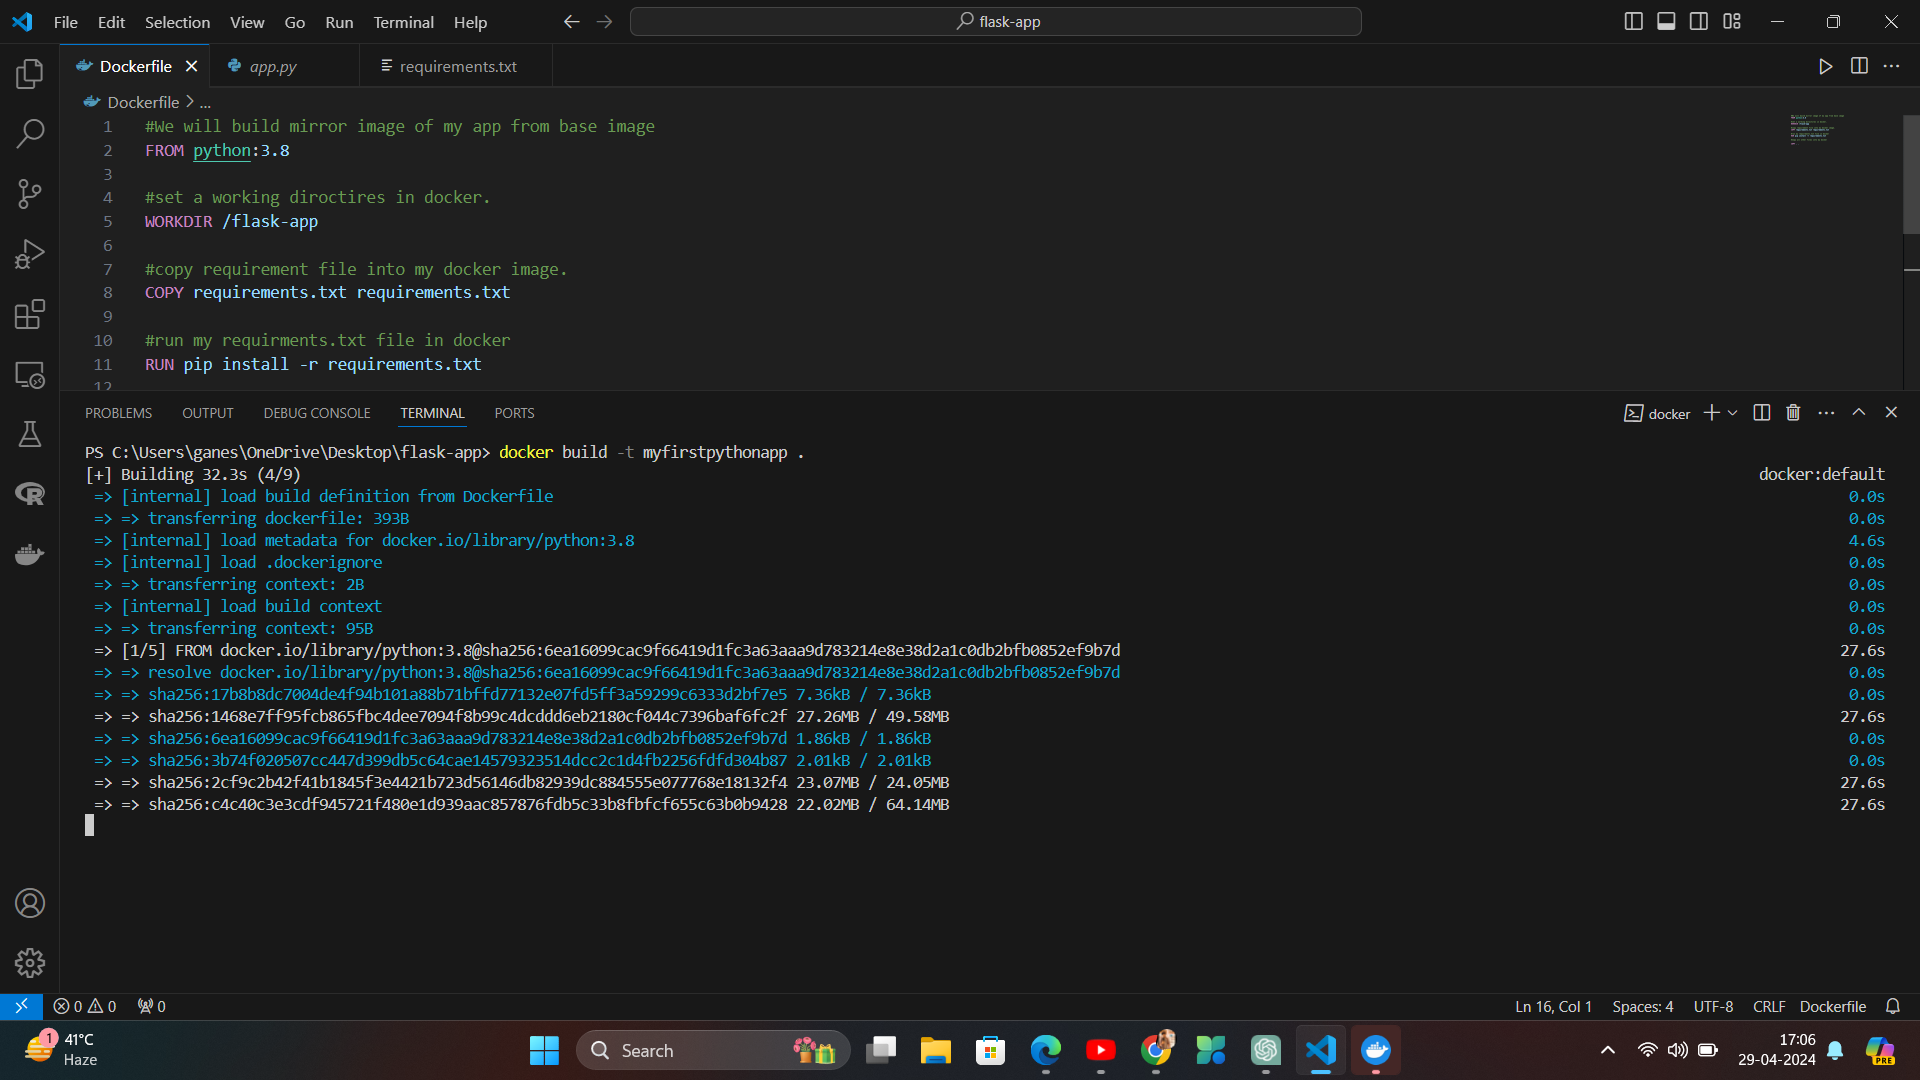 File Edit Selection View Go Run Terminal Help
flask-app
Dockerfile app.py requirements.txt
Dockerfile > ...
1 #We will build mirror image of my app from base image
2 FROM python:3.8
3
4 #set a working diroctires in docker.
5 WORKDIR /flask-app
6
7 #copy requirement file into my docker image.
8 COPY requirements.txt requirements.txt
9
10 #run my requirments.txt file in docker
11 RUN pip install -r requirements.txt
12
PROBLEMS OUTPUT DEBUG CONSOLE TERMINAL PORTS
docker
PS C:\Users\ganes\OneDrive\Desktop\flask-app> docker build -t myfirstpythonapp .
[+] Building 32.3s (4/9) docker:default
=> [internal] load build definition from Dockerfile 0.0s
=> => transferring dockerfile: 393B 0.0s
=> [internal] load metadata for docker.io/library/python:3.8 4.6s
=> [internal] load .dockerignore 0.0s
=> => transferring context: 2B 0.0s
=> [internal] load build context 0.0s
=> => transferring context: 95B 0.0s
=> [1/5] FROM docker.io/library/python:3.8@sha256:6ea16099cac9f66419d1fc3a63aaa9d783214e8e38d2a1c0db2bfb0852ef9b7d 27.6s
=> => resolve docker.io/library/python:3.8@sha256:6ea16099cac9f66419d1fc3a63aaa9d783214e8e38d2a1c0db2bfb0852ef9b7d 0.0s
=> => sha256:17b8b8dc7004de4f94b101a88b71bffd77132e07fd5ff3a59299c6333d2bf7e5 7.36kB / 7.36kB 0.0s
=> => sha256:1468e7ff95fcb865fbc4dee7094f8b99c4dcddd6eb2180cf044c7396baf6fc2f 27.26MB / 49.58MB 27.6s
=> => sha256:6ea16099cac9f66419d1fc3a63aaa9d783214e8e38d2a1c0db2bfb0852ef9b7d 1.86kB / 1.86kB 0.0s
=> => sha256:3b74f020507cc447d399db5c64cae14579323514dcc2c1d4fb2256fdfd304b87 2.01kB / 2.01kB 0.0s
=> => sha256:2cf9c2b42f41b1845f3e4421b723d56146db82939dc884555e077768e18132f4 23.07MB / 24.05MB 27.6s
=> => sha256:c4c40c3e3cdf945721f480e1d939aac857876fdb5c33b8fbfcf655c63b0b9428 22.02MB / 64.14MB 27.6s
0 0 0 Ln 16, Col 1 Spaces: 4 UTF-8 CRLF Dockerfile
1 41°C
Haze
Search
17:06
29-04-2024
PRE